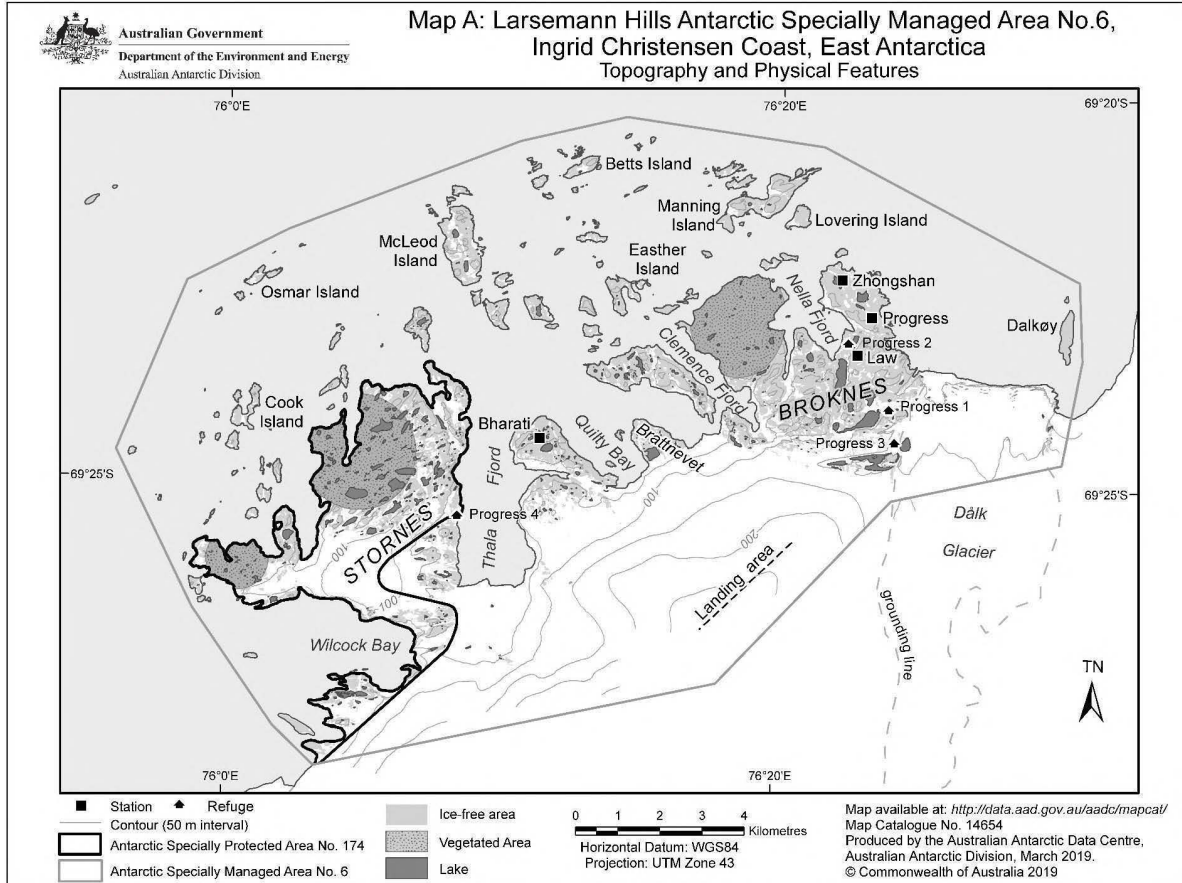 Australian Government
Department of the Environment and Energy
Australian Antarctic Division
Map A: Larsemann Hills Antarctic Specially Managed Area No.6,
Ingrid Christensen Coast, East Antarctica
Topography and Physical Features
76°0'E
76°20'E
69°20'S
Betts Island
Manning
Island
Lovering Island
McLeod
Island
Easther
Island
Osmar Island
Nella Fjord
Zhongshan
Progress
Dalkøy
Progress 2
Law
Clemence Fjord
Cook
Island
BROKNES
Progress 1
Bharati
Quilty Bay
Brattnevet
Progress 3
69°25'S
69°25'S
Thala Fjord
Progress 4
STORNES
100
100
100
200
Landing area
Dålk
Glacier
grounding line
Wilcock Bay
TN
76°0'E
76°20'E
Station
Refuge
Contour (50 m interval)
Antarctic Specially Protected Area No. 174
Antarctic Specially Managed Area No. 6
Ice-free area
Vegetated Area
Lake
0 1 2 3 4
Kilometres
Horizontal Datum: WGS84
Projection: UTM Zone 43
Map available at: http://data.aad.gov.au/aadc/mapcat/
Map Catalogue No. 14654
Produced by the Australian Antarctic Data Centre,
Australian Antarctic Division, March 2019.
© Commonwealth of Australia 2019